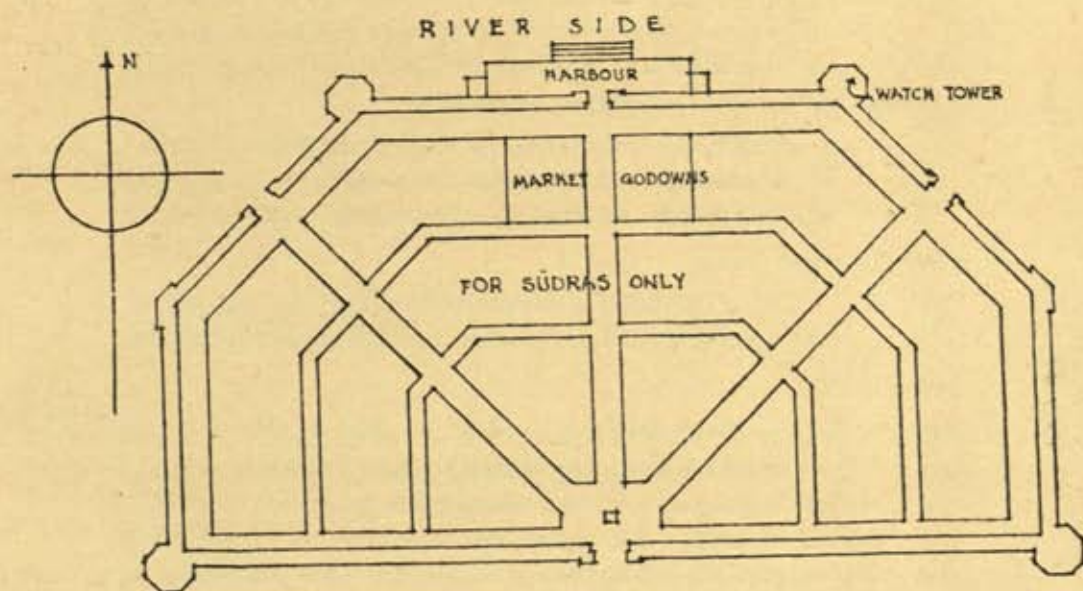 RIVER SIDE
N
HARBOUR
WATCH TOWER
MARKET
GODOWNS
FOR SŪDRAS ONLY